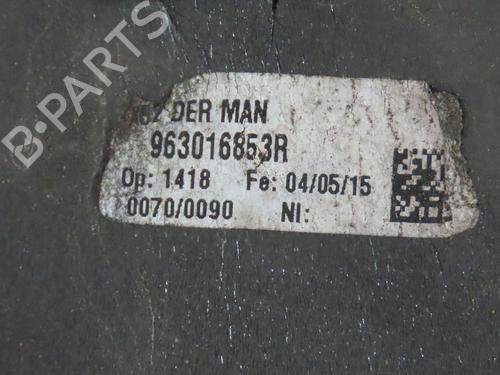 B-PARTS
DER MAN
963016853R
Op: 1418 Fe: 04/05/15
0070/0090 NI: